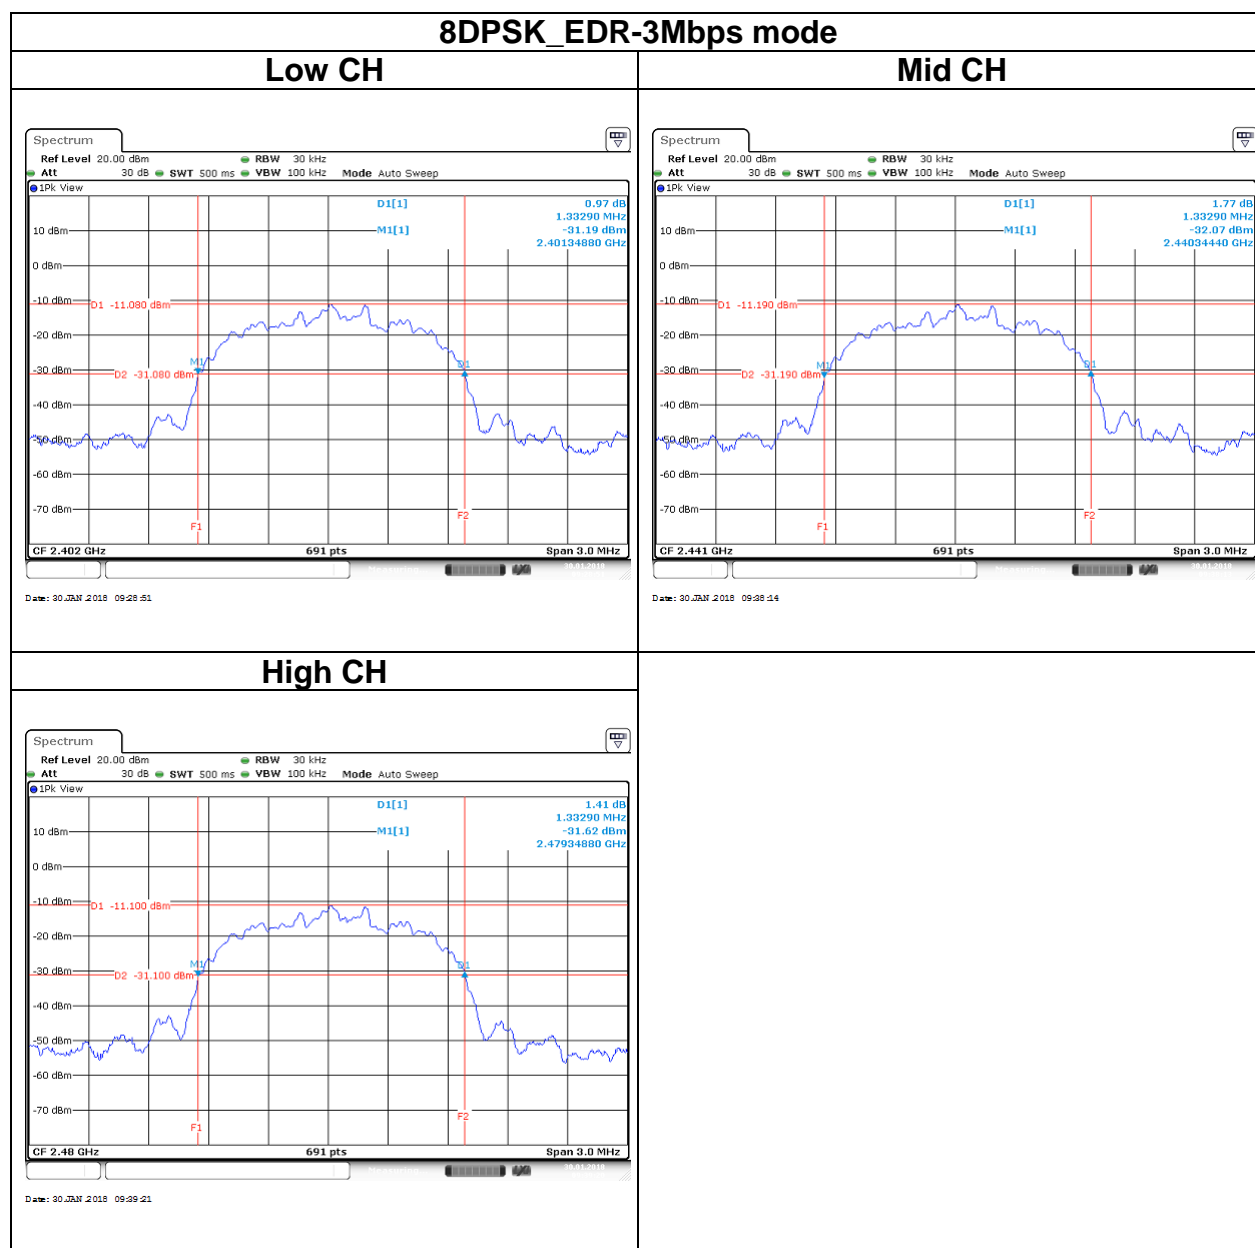 8DPSK_EDR-3Mbps mode
Low CH
Mid CH
Spectrum
Ref Level 20.00 dBm RBW 30 kHz
Att 30 dB SWT 500 ms VBW 100 kHz Mode Auto Sweep
1Pk View
D1[1] 0.97 dB
1.33290 MHz
10 dBm M1[1] -31.19 dBm
2.40134880 GHz
0 dBm
-10 dBm
D1 -11.080 dBm
-20 dBm
-30 dBm
M1
D1
D2 -31.080 dBm
-40 dBm
-50 dBm
-60 dBm
-70 dBm
F1
F2
CF 2.402 GHz 691 pts Span 3.0 MHz
30.01.2018
Date: 30.JAN.2018 09:28:51
Spectrum
Ref Level 20.00 dBm RBW 30 kHz
Att 30 dB SWT 500 ms VBW 100 kHz Mode Auto Sweep
1Pk View
D1[1] 1.77 dB
1.33290 MHz
10 dBm M1[1] -32.07 dBm
2.44034440 GHz
0 dBm
-10 dBm
D1 -11.190 dBm
-20 dBm
-30 dBm
M1
D1
D2 -31.190 dBm
-40 dBm
-50 dBm
-60 dBm
-70 dBm
F1
F2
CF 2.441 GHz 691 pts Span 3.0 MHz
Measuring...
30.01.2018
Date: 30.JAN.2018 09:38:14
High CH
Spectrum
Ref Level 20.00 dBm RBW 30 kHz
Att 30 dB SWT 500 ms VBW 100 kHz Mode Auto Sweep
1Pk View
D1[1] 1.41 dB
1.33290 MHz
10 dBm M1[1] -31.62 dBm
2.47934880 GHz
0 dBm
-10 dBm
D1 -11.100 dBm
-20 dBm
-30 dBm
M1
D1
D2 -31.100 dBm
-40 dBm
-50 dBm
-60 dBm
-70 dBm
F1
F2
CF 2.48 GHz 691 pts Span 3.0 MHz
Measuring...
30.01.2018
Date: 30.JAN.2018 09:39:21